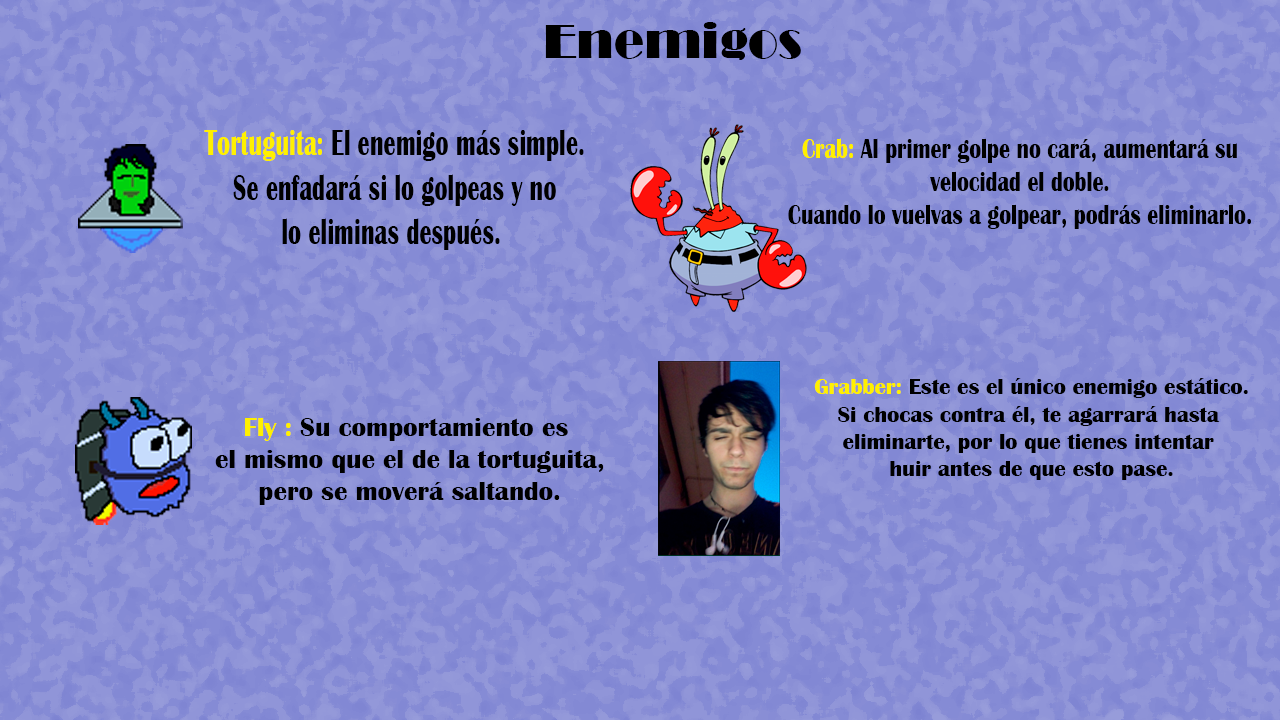 Enemigos
Tortuguita: El enemigo más simple.
Se enfadará si lo golpeas y no
lo eliminas después.
Crab: Al primer golpe no cará, aumentará su
velocidad el doble.
Cuando lo vuelvas a golpear, podrás eliminarlo.
Fly : Su comportamiento es
el mismo que el de la tortuguita,
pero se moverá saltando.
Grabber: Este es el único enemigo estático.
Si chocas contra él, te agarrará hasta
eliminarte, por lo que tienes intentar
huir antes de que esto pase.